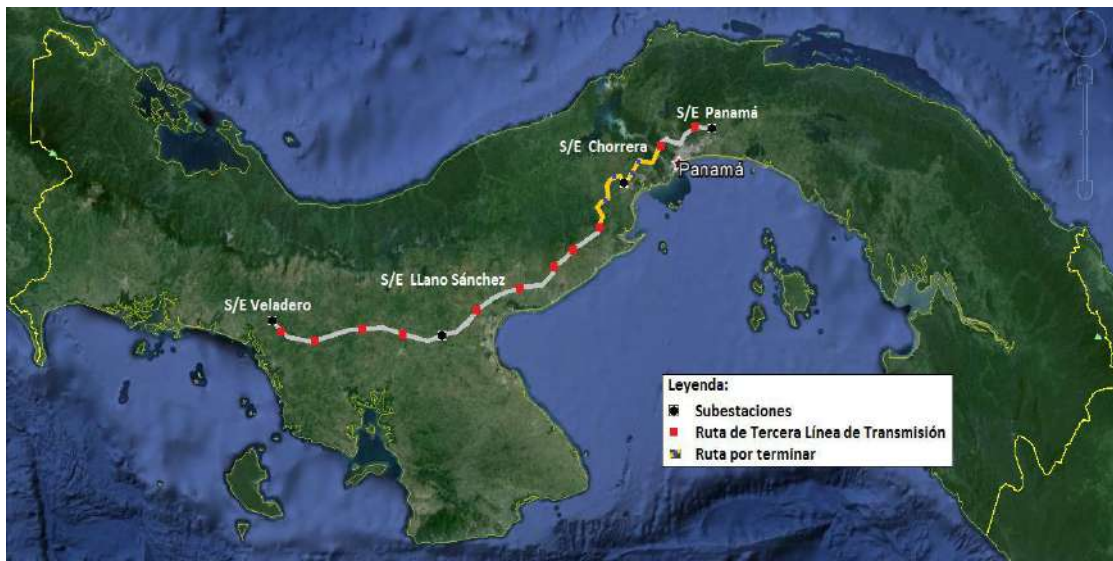 S/E Panamá
S/E Chorrera
Panamá
S/E LLano Sánchez
S/E Veladero
Leyenda:
Subestaciones
Ruta de Tercera Línea de Transmisión
Ruta por terminar